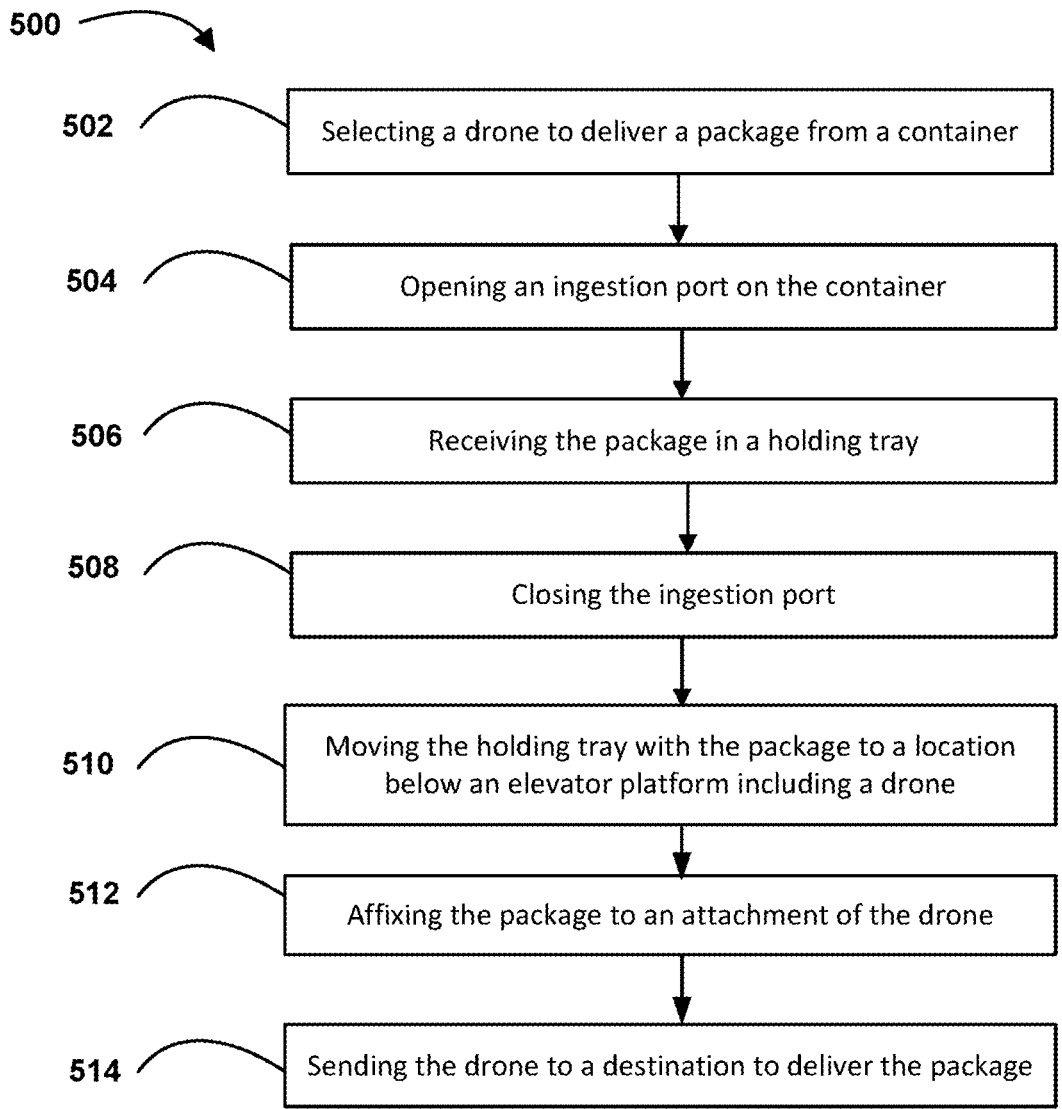 500
502
Selecting a drone to deliver a package from a container
504
Opening an ingestion port on the container
506
Receiving the package in a holding tray
508
Closing the ingestion port
510
Moving the holding tray with the package to a location
below an elevator platform including a drone
512
Affixing the package to an attachment of the drone
514
Sending the drone to a destination to deliver the package